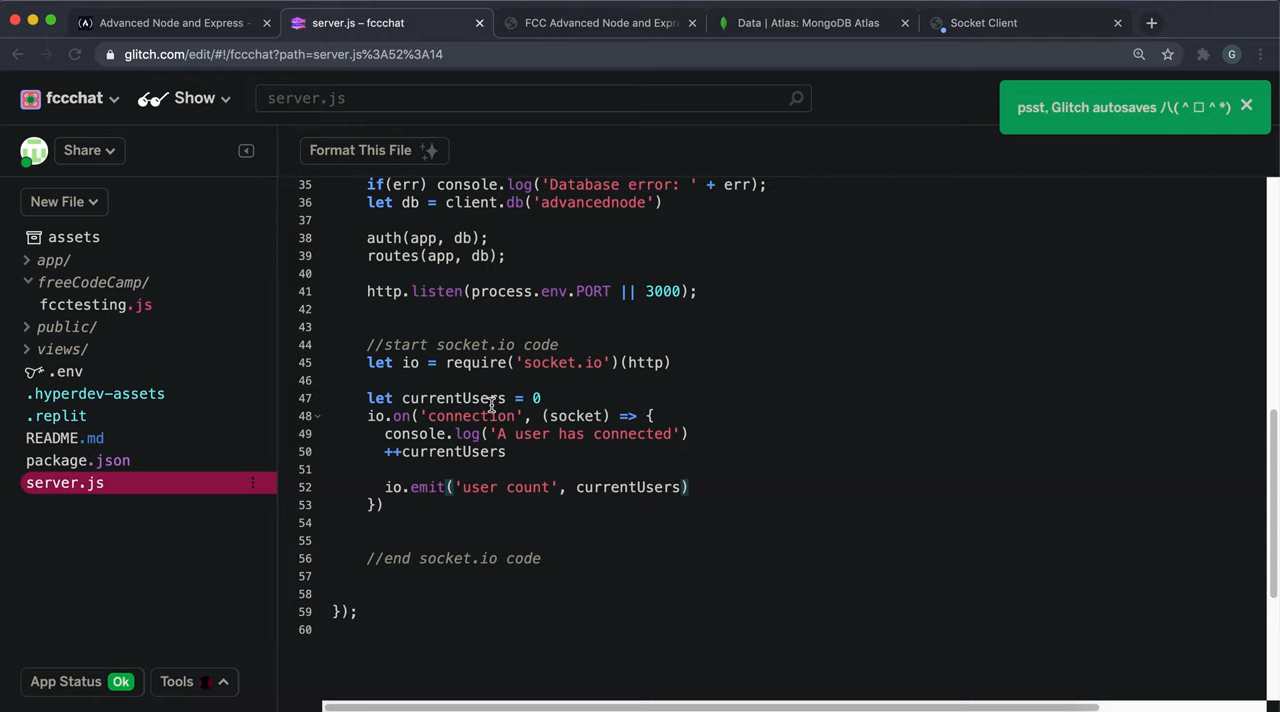 Advanced Node and Express -
server.js – fccchat
FCC Advanced Node and Expre
Data | Atlas: MongoDB Atlas
Socket Client
glitch.com/edit/#!/fccchat?path=server.js%3A52%3A14
G
fccchat
Show
server.js
psst, Glitch autosaves /\( ^ □ ^ *)
Share
Format This File
New File
assets
app/
freeCodeCamp/
fcctesting.js
public/
views/
.env
.hyperdev-assets
.replit
README.md
package.json
server.js
App Status Ok
Tools
35 if(err) console.log('Database error: ' + err);
36 let db = client.db('advancednode')
37
38 auth(app, db);
39 routes(app, db);
40
41 http.listen(process.env.PORT || 3000);
42
43
44 //start socket.io code
45 let io = require('socket.io')(http)
46
47 let currentUsers = 0
48 io.on('connection', (socket) => {
49 console.log('A user has connected')
50 ++currentUsers
51
52 io.emit('user count', currentUsers)
53 })
54
55
56 //end socket.io code
57
58
59 });
60